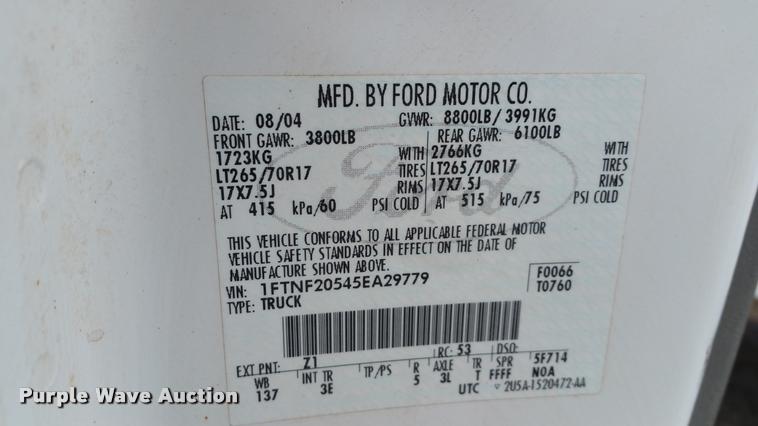 MFD. BY FORD MOTOR CO.
DATE: 08/04 GVWR: 8800LB/ 3991KG
FRONT GAWR: 3800LB REAR GAWR: 6100LB
1723KG WITH 2766KG WITH
LT265/70R17 TIRES LT265/70R17 TIRES
17X7.5J RIMS 17X7.5J RIMS
AT 415 kPa/60 PSI COLD AT 515 kPa/75 PSI COLD
Ford
THIS VEHICLE CONFORMS TO ALL APPLICABLE FEDERAL MOTOR
VEHICLE SAFETY STANDARDS IN EFFECT ON THE DATE OF
MANUFACTURE SHOWN ABOVE.
VIN: 1FTNF20545EA29779 F0066
TYPE: TRUCK T0760
EXT PNT: Z1 RC: 53 DSO: 5F714
WB INT TR TP/PS R AXLE TR SPR
137 3E 5 3L T FFFF NOA
UTC 2U5A-1520472-AA
Purple Wave Auction